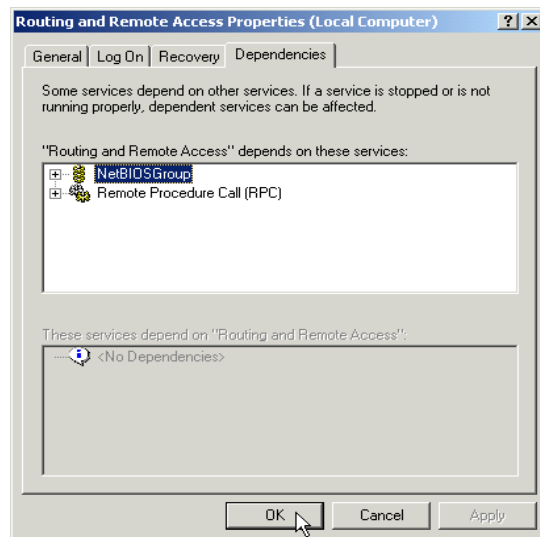 Routing and Remote Access Properties (Local Computer)
General Log On Recovery Dependencies
Some services depend on other services. If a service is stopped or is not
running properly, dependent services can be affected.
"Routing and Remote Access" depends on these services:
NetBIOSGroup
Remote Procedure Call (RPC)
These services depend on "Routing and Remote Access":
<No Dependencies>
OK Cancel Apply